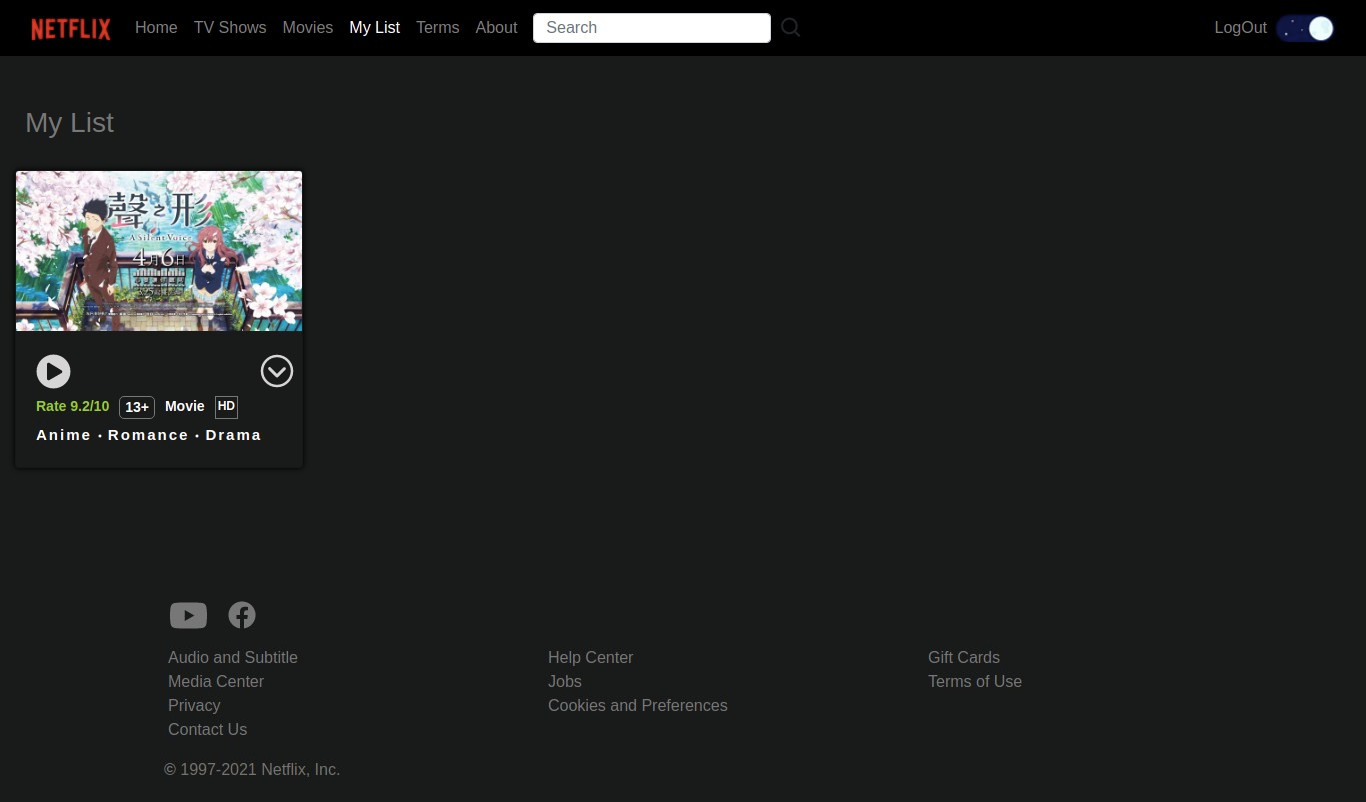 NETFLIX Home TV Shows Movies My List Terms About Search LogOut
My List
聲之形
A Silent Voice
4月6日
Rate 9.2/10 13+ Movie HD
Anime • Romance • Drama
Audio and Subtitle Help Center Gift Cards
Media Center Jobs Terms of Use
Privacy Cookies and Preferences
Contact Us
© 1997-2021 Netflix, Inc.